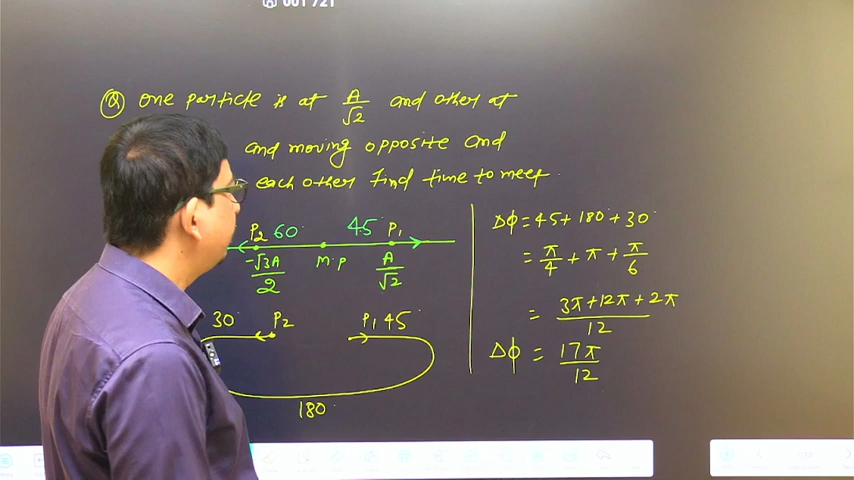 001 / 21
Q One particle is at A/√2 and other at
and moving opposite and
each other Find time to meet.
P2 60 45 P1
-√3A/2 M.P A/√2
30 P2 P1 45
180
Δϕ = 45 + 180 + 30
= π/4 + π + π/6
= 3π + 12π + 2π / 12
Δϕ = 17π/12